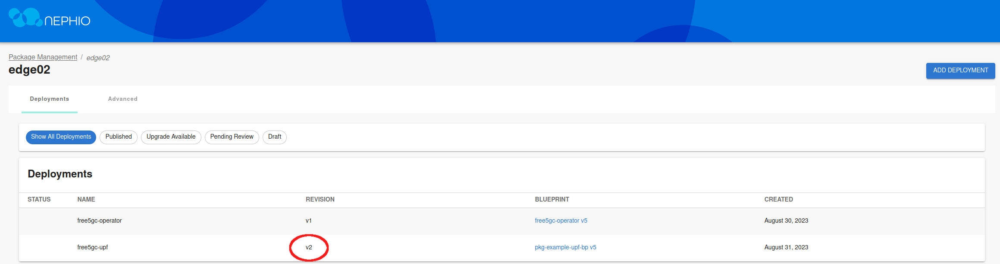 NEPHIO
Package Management / edge02
edge02
ADD DEPLOYMENT
Deployments Advanced
Show All Deployments Published Upgrade Available Pending Review Draft
Deployments
STATUS NAME REVISION BLUEPRINT CREATED
free5gc-operator v1 free5gc-operator v5 August 30, 2023
free5gc-upf v2 pkg-example-upf-bp v5 August 31, 2023